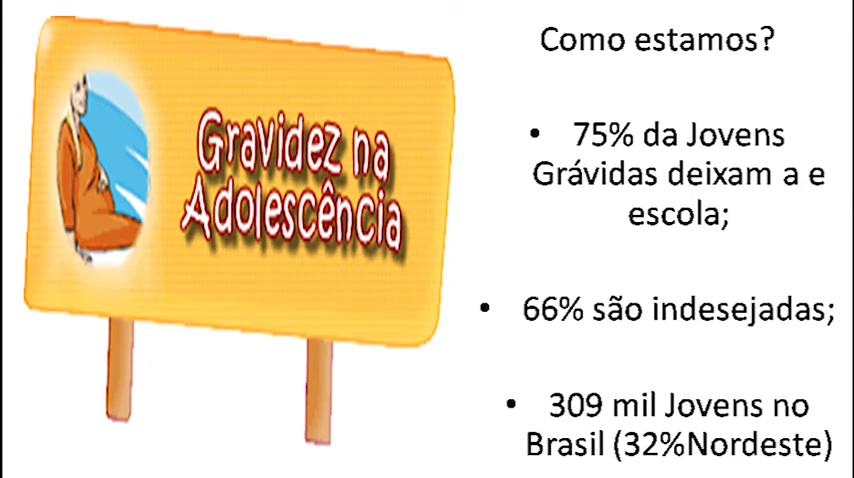 Gravidez na
Adolescência
Como estamos?
• 75% da Jovens
Grávidas deixam a e
escola;
• 66% são indesejadas;
• 309 mil Jovens no
Brasil (32%Nordeste)